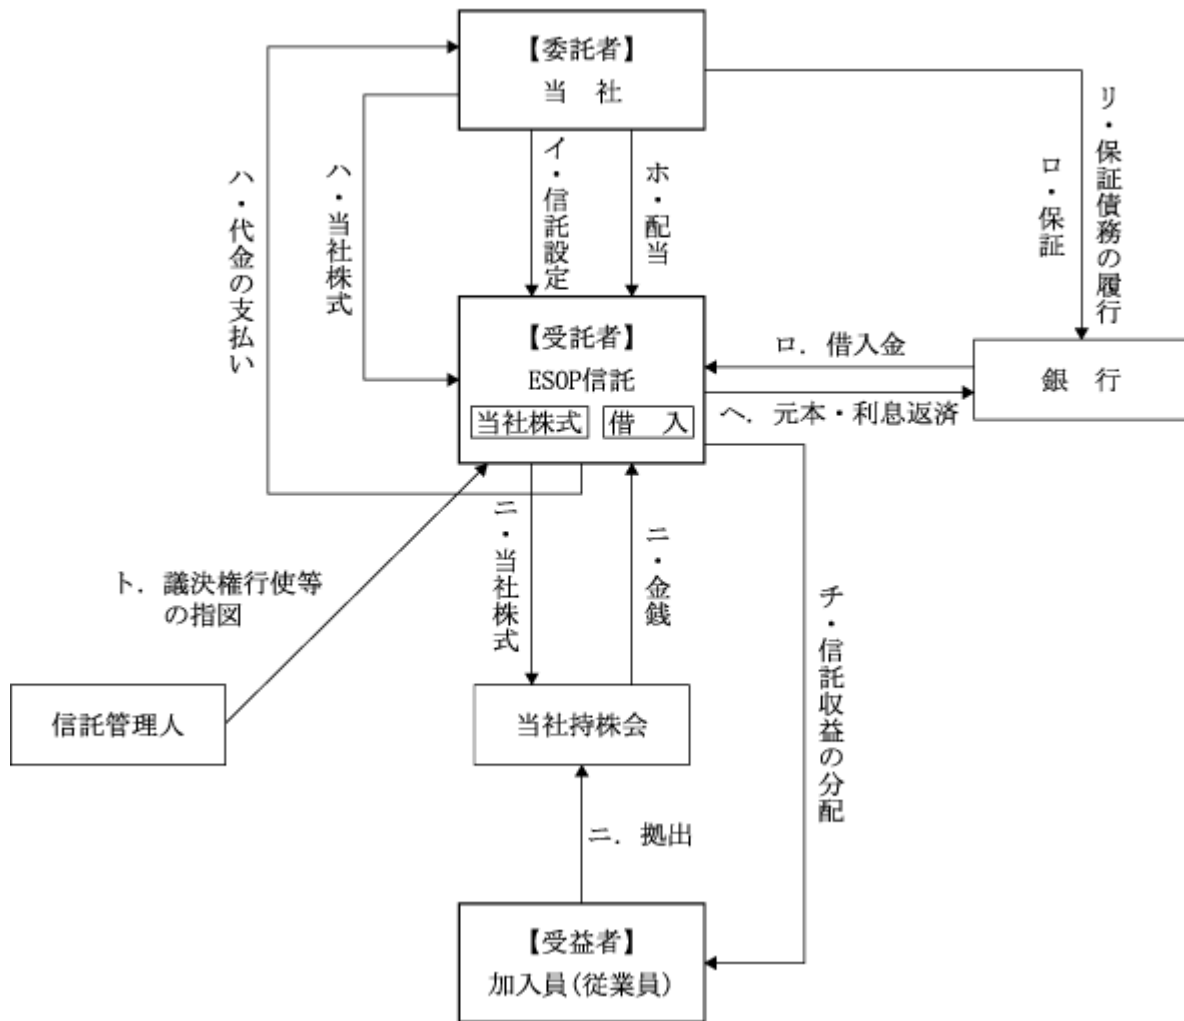 【委託者】
当　社
ハ・代金の支払い
ハ・当社株式
イ・信託設定
ホ・配当
ロ・保証
リ・保証債務の履行
【受託者】
ESOP信託
当社株式
借　入
ロ．借入金
ヘ．元本・利息返済
銀　行
ト．議決権行使等
の指図
ニ・当社株式
ニ・金銭
チ・信託収益の分配
信託管理人
当社持株会
ニ．拠出
【受益者】
加入員(従業員)